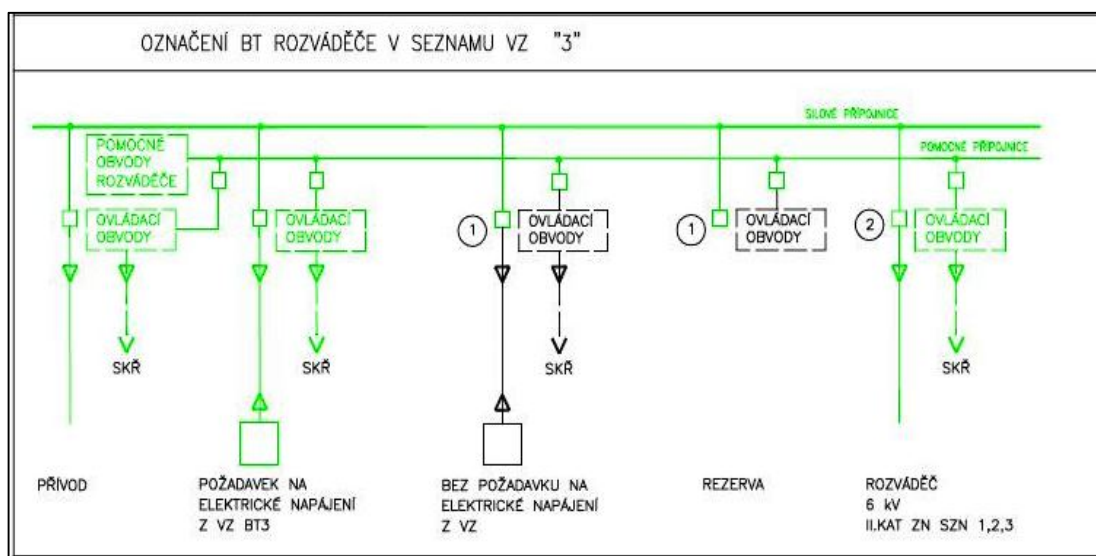 OZNAČENÍ BT ROZVÁDĚČE V SEZNAMU VZ "3"
SILOVÉ PŘÍPOJNICE
POMOCNÉ
OBVODY
ROZVÁDĚČE
POMOCNÉ PŘIPOJNICE
OVLÁDACÍ
OBVODY
OVLÁDACÍ
OBVODY
1
OVLÁDACÍ
OBVODY
1
OVLÁDACÍ
OBVODY
2
OVLÁDACÍ
OBVODY
SKŘ
SKŘ
SKŘ
SKŘ
PŘÍVOD
POŽADAVEK NA
ELEKTRICKÉ NAPÁJENÍ
Z VZ BT3
BEZ POŽADAVKU NA
ELEKTRICKÉ NAPÁJENÍ
Z VZ
REZERVA
ROZVÁDĚČ
6 kV
II.KAT ZN SZN 1,2,3